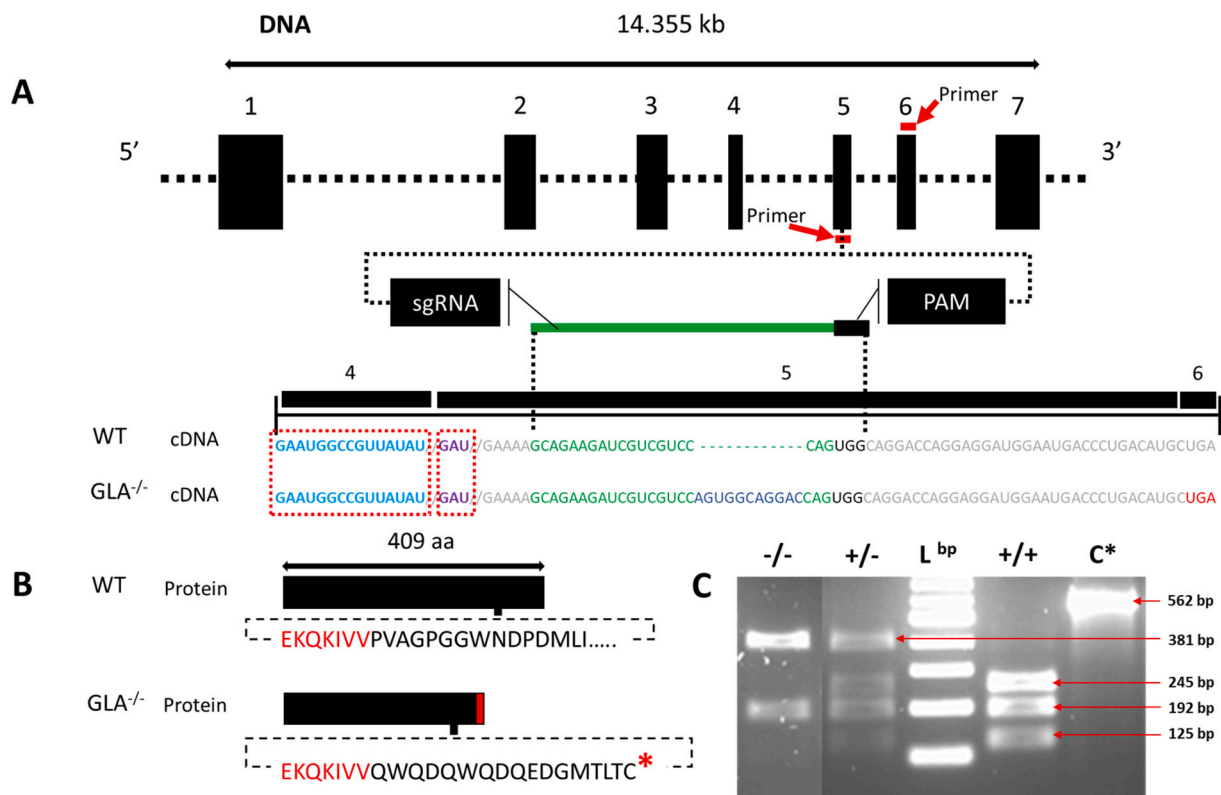 DNA 14.355 kb
A
1 2 3 4 5 6 7
Primer
5’ 3’
Primer
sgRNA PAM
4 5 6
WT cDNA GAAUGGCCGUUAUAU//GAU//GAAAAGCAGAAGAUCGUCGUCC-----------CAGUGGCAGGACCAGGAGGAUGGAAUGACCCUGACAUGCUGA
GLA-/- cDNA GAAUGGCCGUUAUAU//GAU//GAAAAGCAGAAGAUCGUCGUCCAGUGGCAGGACCAGUGGCAGGACCAGGAGGAUGGAAUGACCCUGACAUGCUGA
B
409 aa
WT Protein
EKQKIVVPVAGPGGWNDPDMLI.....
GLA-/- Protein
EKQKIVVQWQDQWQDQEDGMTLTC*
C
-/- +/- L bp +/+ C*
562 bp
381 bp
245 bp
192 bp
125 bp